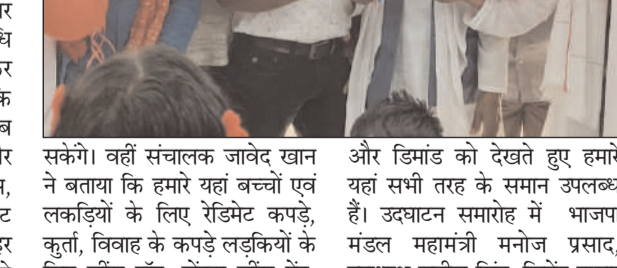 सकेंगे। वहीं संचालक जावेद खान
ने बताया कि हमारे यहां बच्चों एवं
लकड़ियों के लिए रेडिमेट कपड़े,
कुर्ता, विवाह के कपड़े लड़कियों के
और डिमांड को देखते हुए हमारे
यहां सभी तरह के समान उपलब्ध
हैं। उदघाटन समारोह में भाजपा
मंडल महामंत्री मनोज प्रसाद,